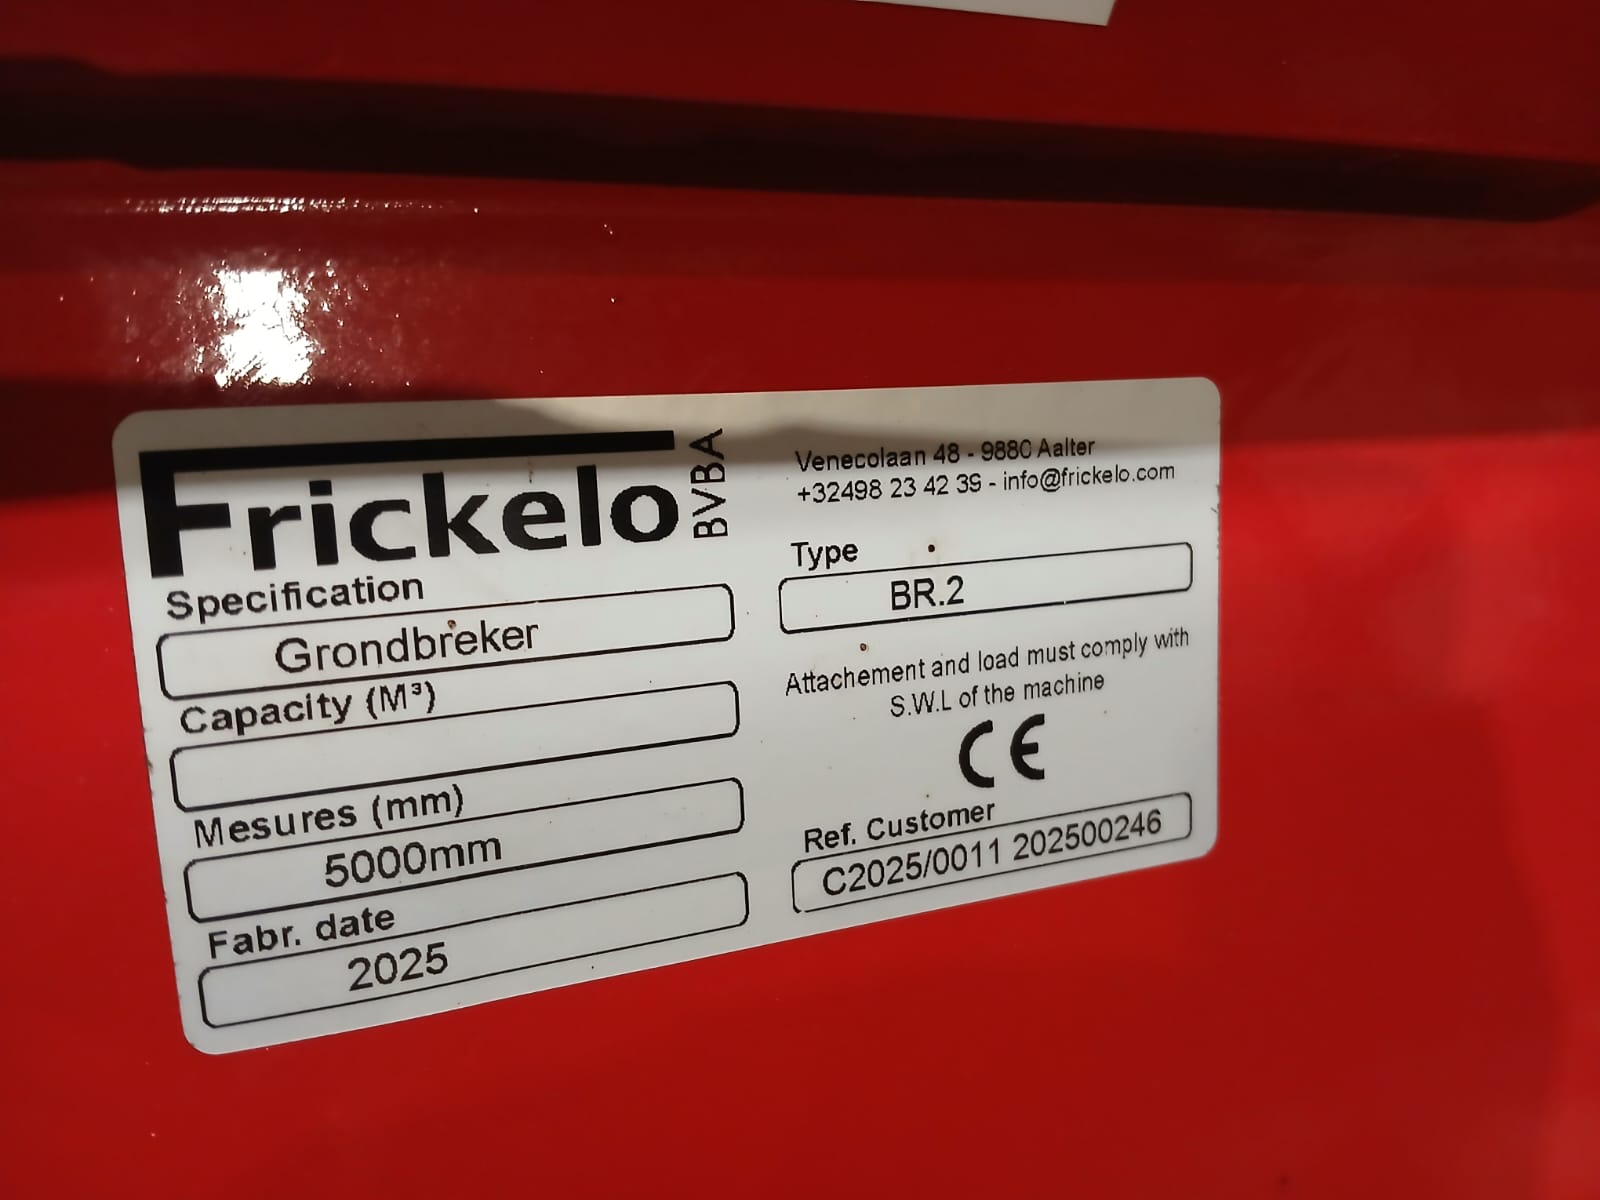 Frickelo BVBA
Venecolaan 48 - 9880 Aalter
+32498 23 42 39 - info@frickelo.com
Specification
Grondbreker
Type
BR.2
Capacity (M³)
Attachement and load must comply with
S.W.L of the machine
CE
Mesures (mm)
5000mm
Ref. Customer
C2025/0011 202500246
Fabr. date
2025